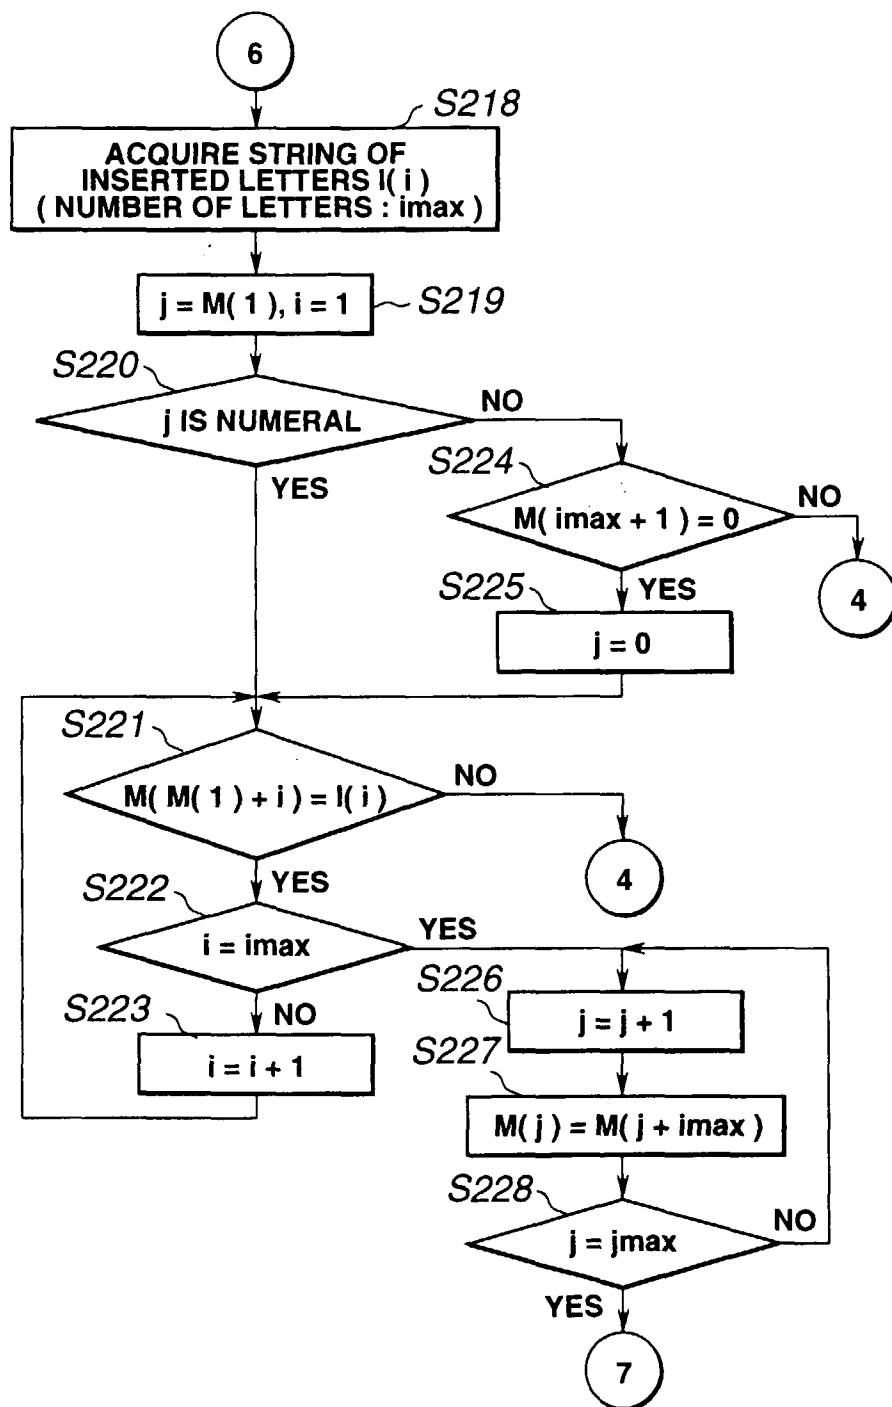 6
S218
ACQUIRE STRING OF
INSERTED LETTERS I( i )
( NUMBER OF LETTERS : imax )
j = M( 1 ), i = 1
S219
S220
j IS NUMERAL
NO
YES
S224
M( imax + 1 ) = 0
NO
4
YES
S225
j = 0
S221
M( M( 1 ) + i ) = I( i )
NO
4
YES
S222
i = imax
YES
NO
S223
i = i + 1
S226
j = j + 1
S227
M( j ) = M( j + imax )
S228
j = jmax
NO
YES
7